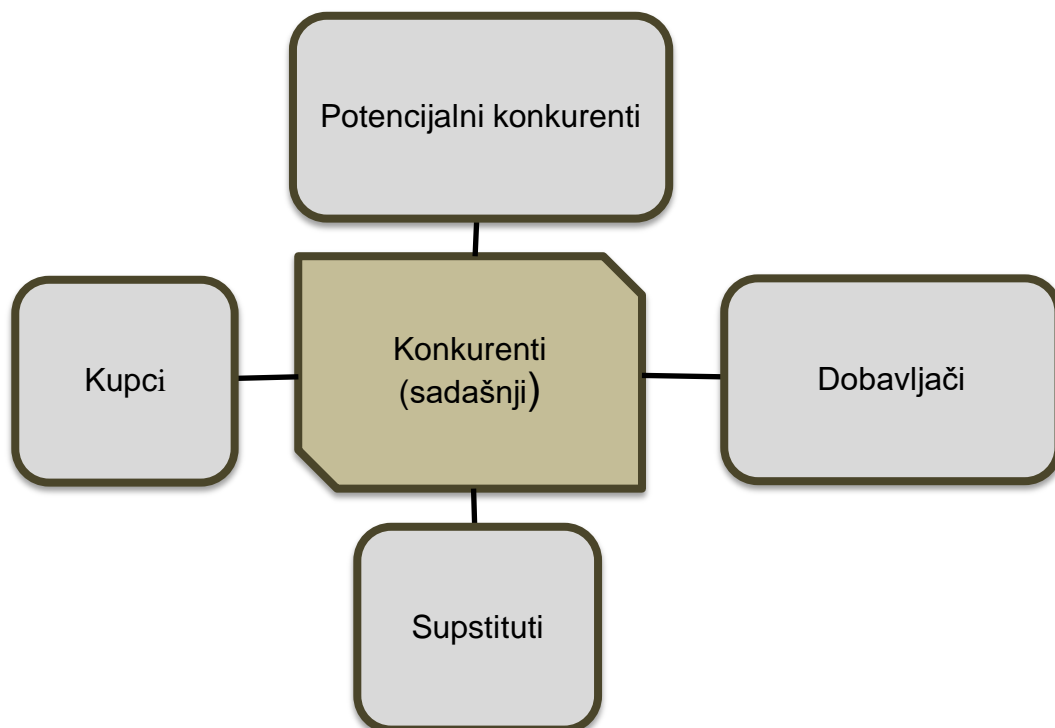 Potencijalni konkurenti
Kupci
Konkurenti
(sadašnji)
Dobavljači
Supstituti